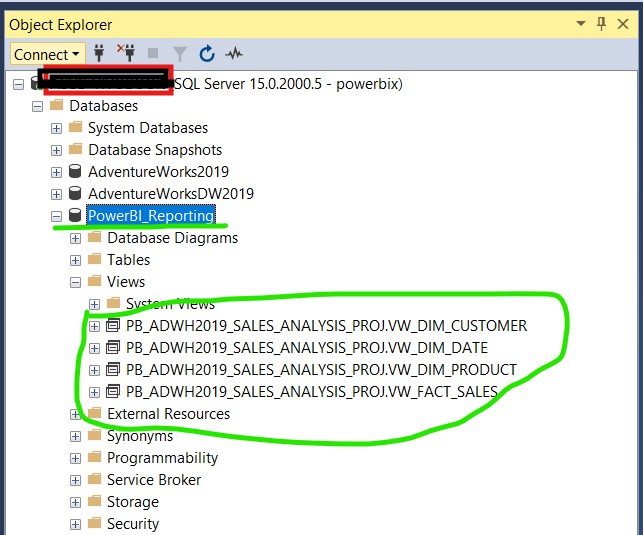 Object Explorer
Connect
SQL Server 15.0.2000.5 - powerbix)
Databases
System Databases
Database Snapshots
AdventureWorks2019
AdventureWorksDW2019
PowerBI_Reporting
Database Diagrams
Tables
Views
System Views
PB_ADWH2019_SALES_ANALYSIS_PROJ.VW_DIM_CUSTOMER
PB_ADWH2019_SALES_ANALYSIS_PROJ.VW_DIM_DATE
PB_ADWH2019_SALES_ANALYSIS_PROJ.VW_DIM_PRODUCT
PB_ADWH2019_SALES_ANALYSIS_PROJ.VW_FACT_SALES
External Resources
Synonyms
Programmability
Service Broker
Storage
Security